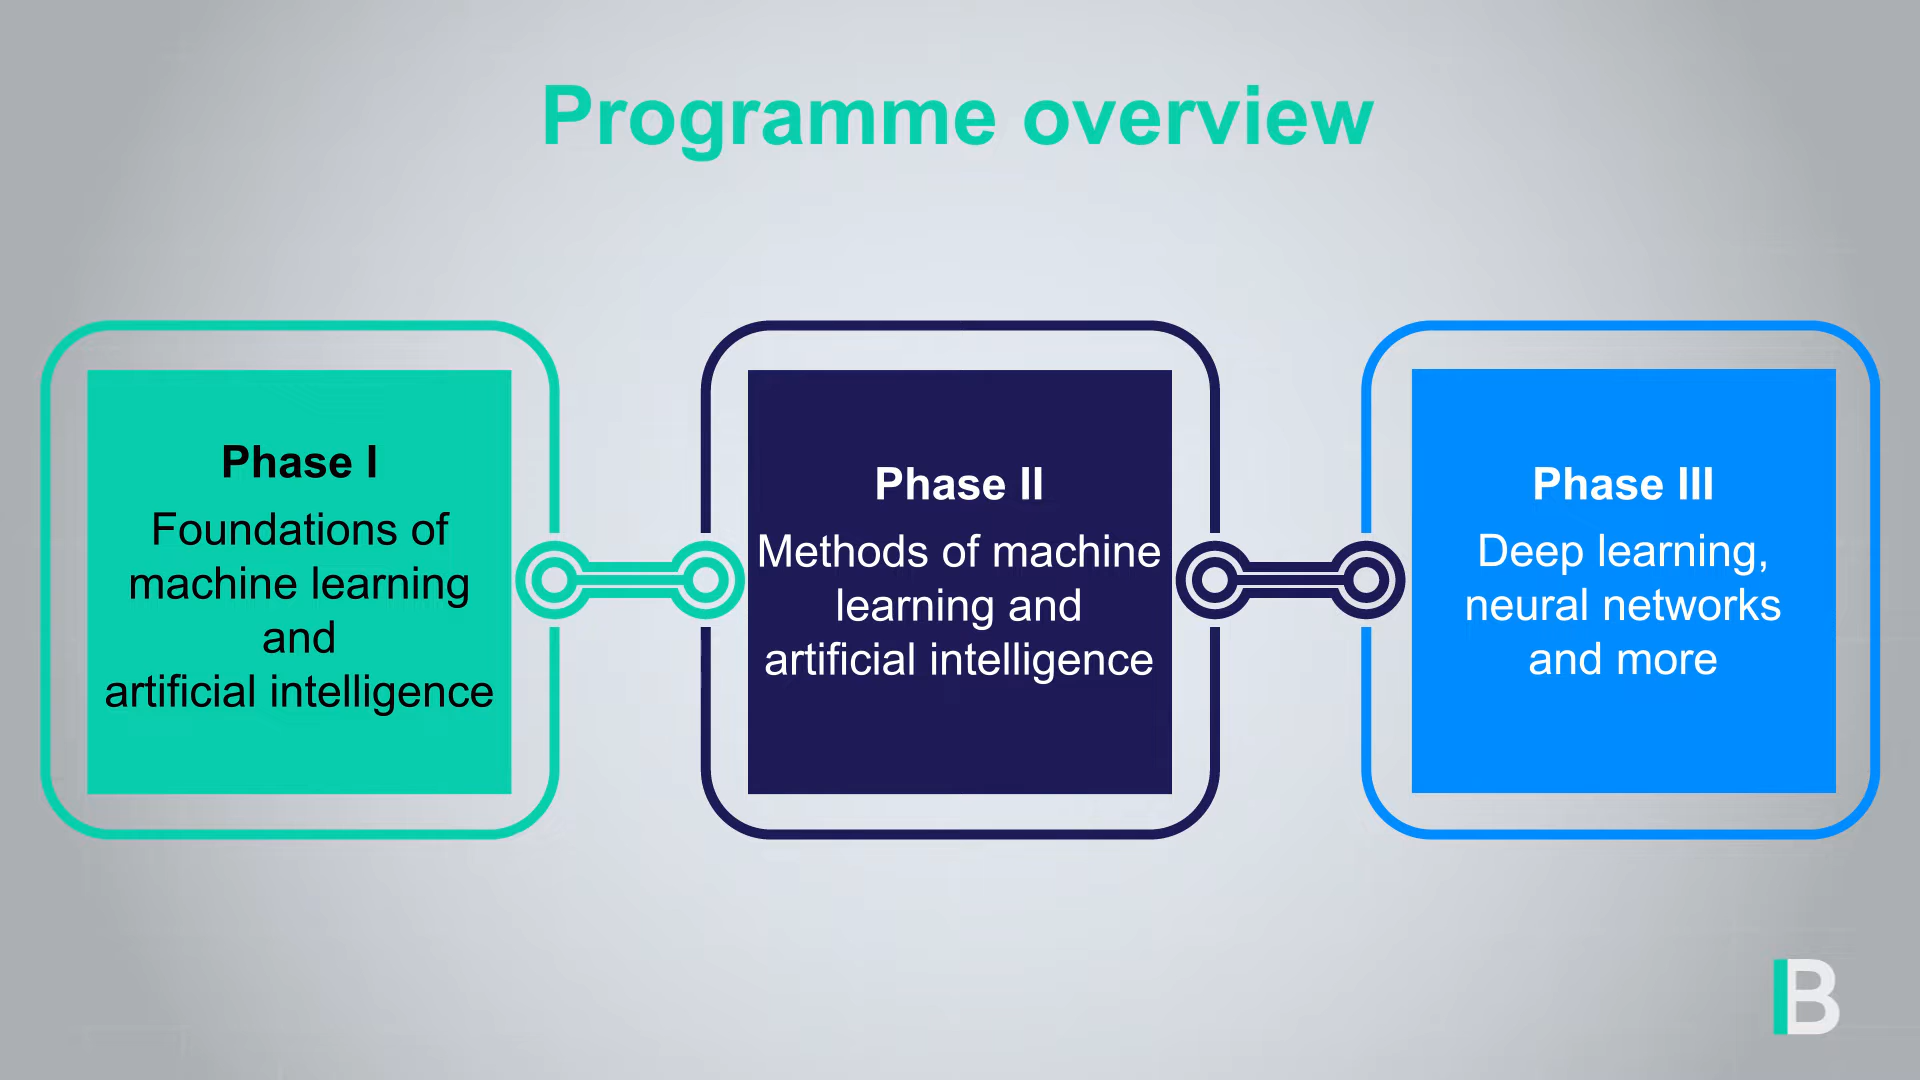 Programme overview
Phase I
Foundations of
machine learning
and
artificial intelligence
Phase II
Methods of machine
learning and
artificial intelligence
Phase III
Deep learning,
neural networks
and more
B